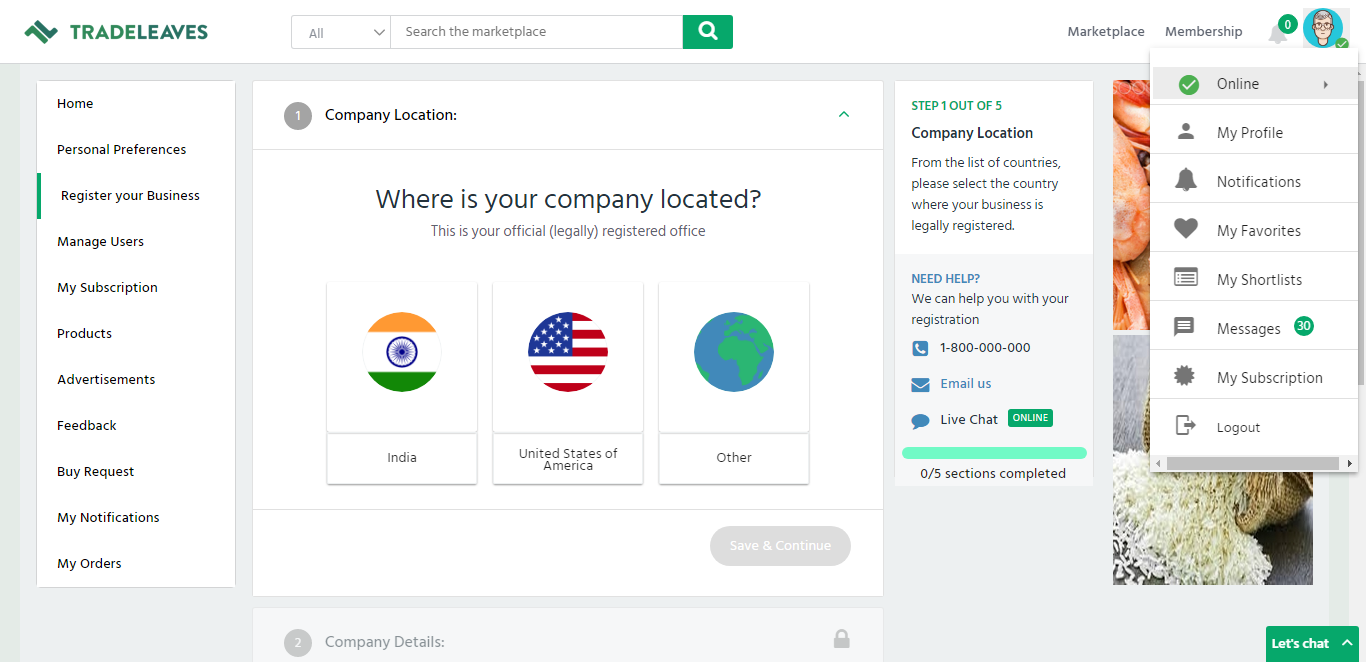 TRADELEAVES
All
Search the marketplace
Marketplace
Membership
0
Home
Personal Preferences
Register your Business
Manage Users
My Subscription
Products
Advertisements
Feedback
Buy Request
My Notifications
My Orders
1
Company Location:
Where is your company located?
This is your official (legally) registered office
India
United States of
America
Other
Save & Continue
2
Company Details:
STEP 1 OUT OF 5
Company Location
From the list of countries,
please select the country
where your business is
legally registered.
NEED HELP?
We can help you with your
registration
1-800-000-000
Email us
Live Chat ONLINE
0/5 sections completed
Online
My Profile
Notifications
My Favorites
My Shortlists
Messages 30
My Subscription
Logout
Let's chat